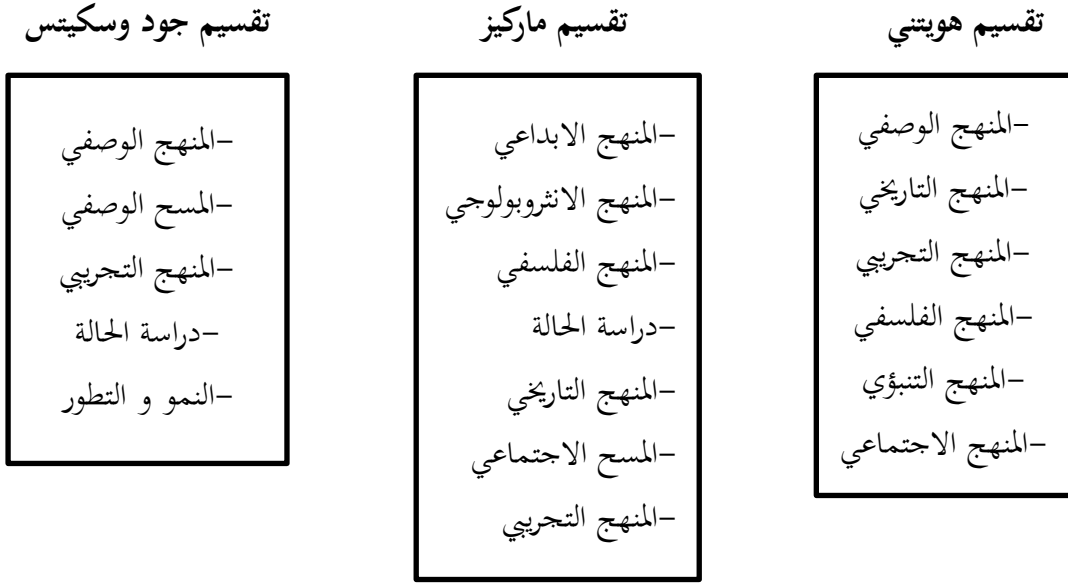 تقسيم هويتني
-المنهج الوصفي
-المنهج التاريخي
-المنهج التجريبي
-المنهج الفلسفي
-المنهج التنبؤي
-المنهج الاجتماعي
تقسيم ماركيز
-المنهج الابداعي
-المنهج الانثروبولوجي
-المنهج الفلسفي
-دراسة الحالة
-المنهج التاريخي
-المسح الاجتماعي
-المنهج التجريبي
تقسيم جود وسكيتس
-المنهج الوصفي
-المسح الوصفي
-المنهج التجريبي
-دراسة الحالة
-النمو و التطور